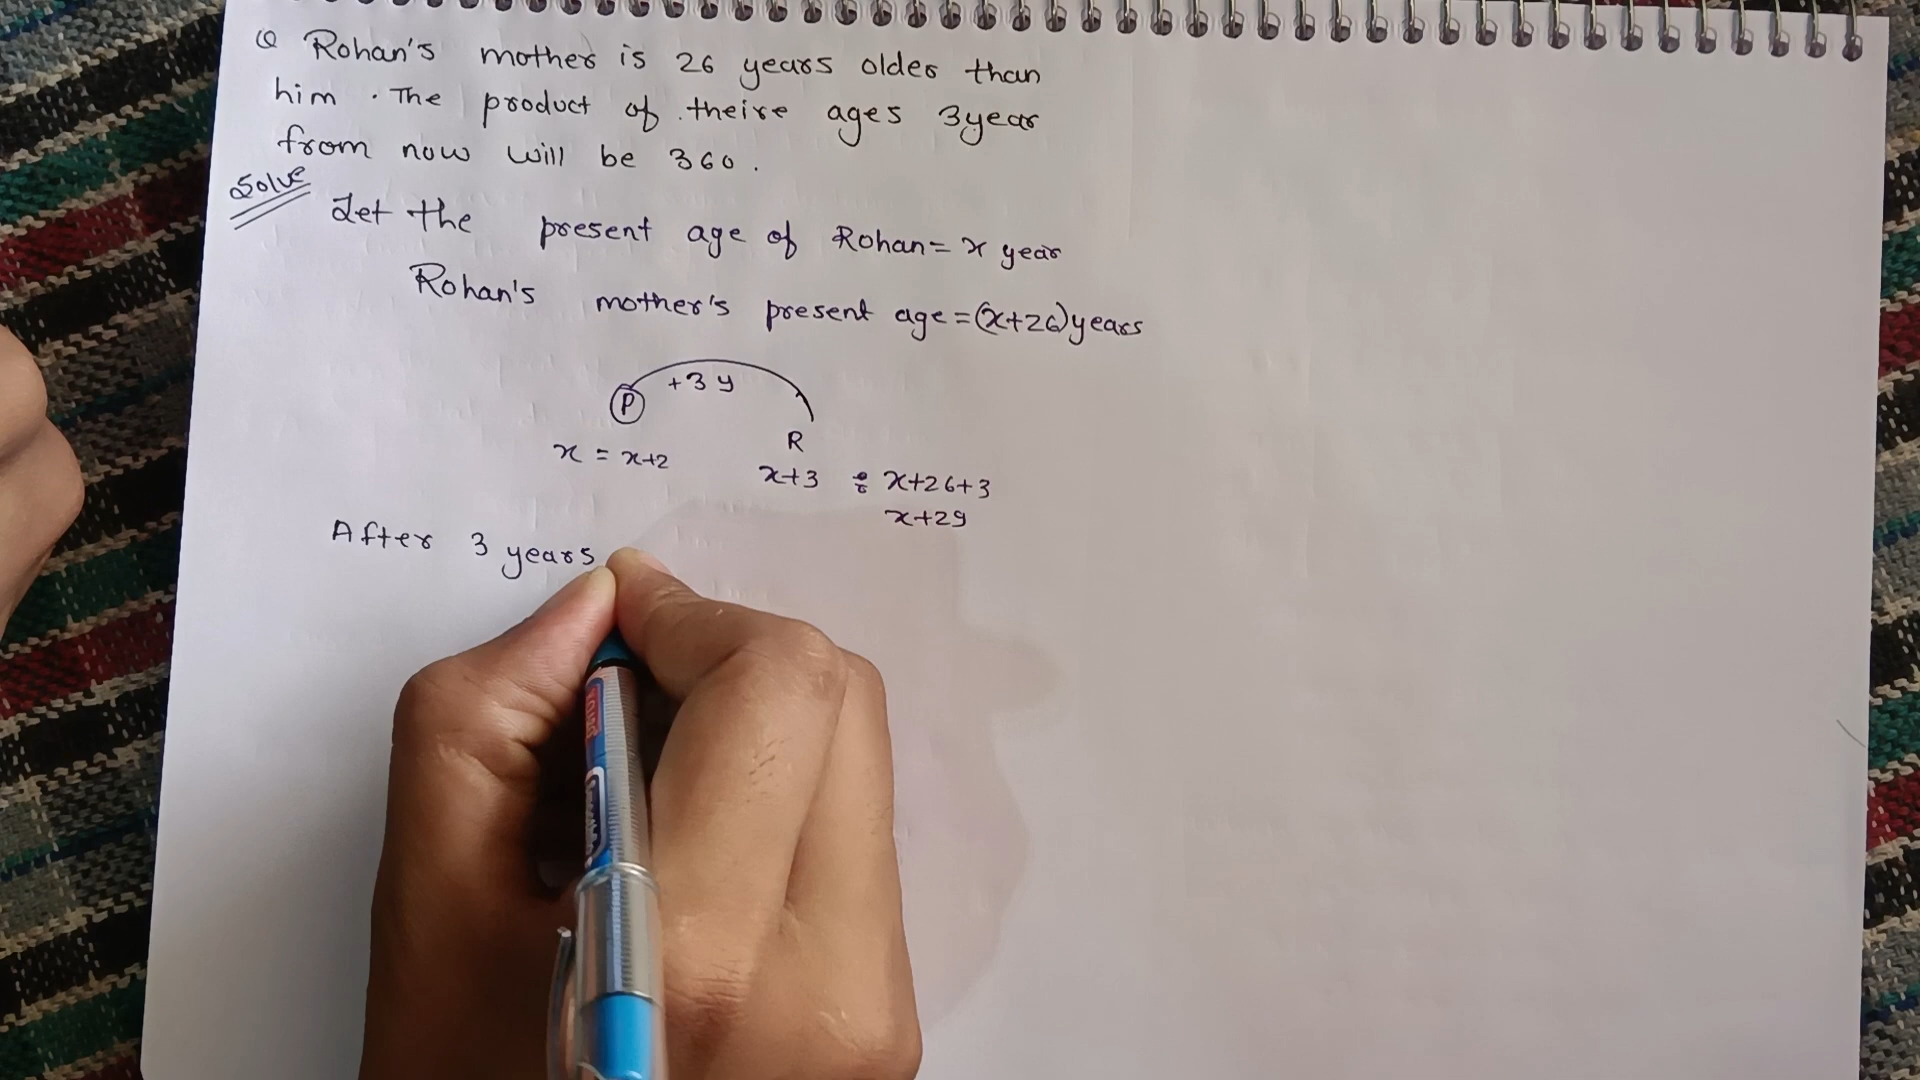 Q Rohan's mother is 26 years older than
him . The product of theire ages 3year
from now will be 360 .
Solve
Let the present age of Rohan = x year
Rohan's mother's present age = (x+26) years
+3 y
P
R
x = x+2
x+3 : x+26+3
x+29
After 3 years